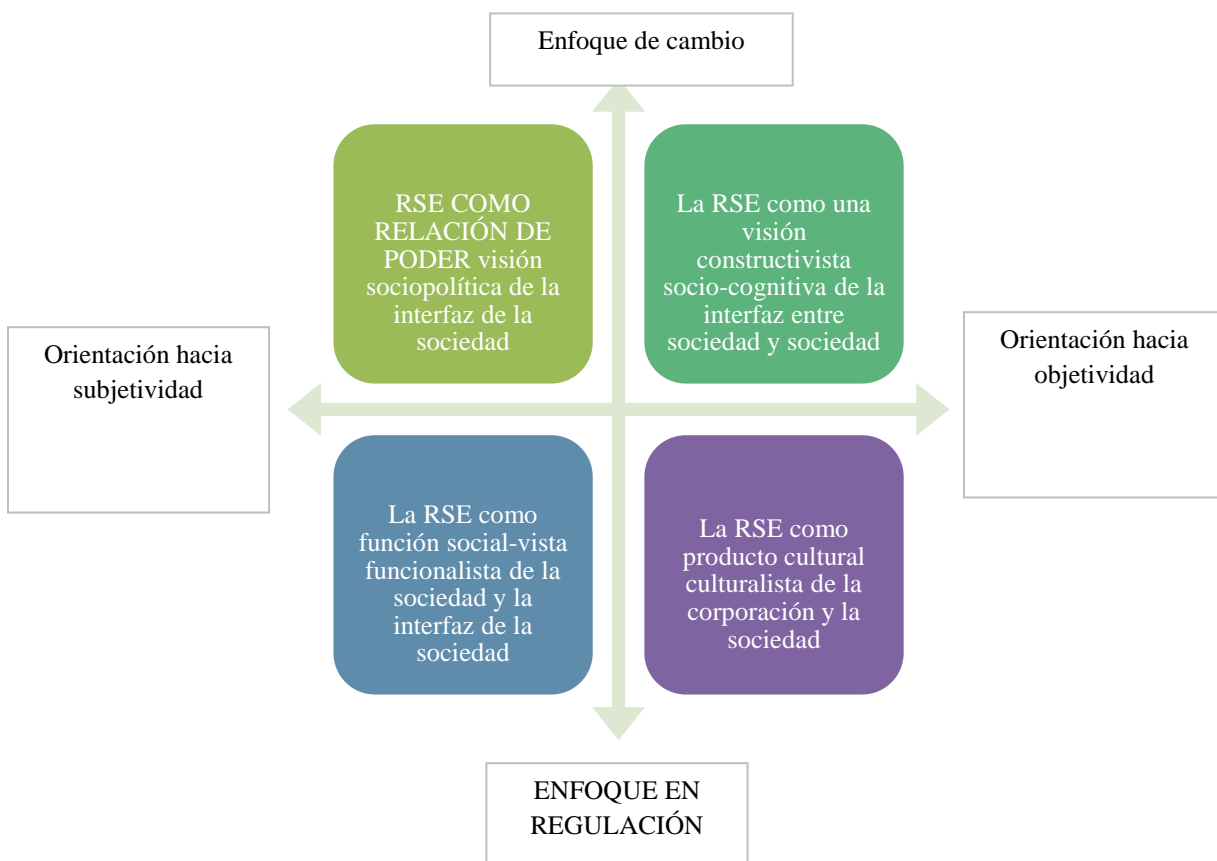 Enfoque de cambio
RSE COMO
RELACIÓN DE
PODER visión
sociopolítica de la
interfaz de la
sociedad
La RSE como una
visión
constructivista
socio-cognitiva de la
interfaz entre
sociedad y sociedad
Orientación hacia
subjetividad
Orientación hacia
objetividad
La RSE como
función social-vista
funcionalista de la
sociedad y la
interfaz de la
sociedad
La RSE como
producto cultural
culturalista de la
corporación y la
sociedad
ENFOQUE EN
REGULACIÓN